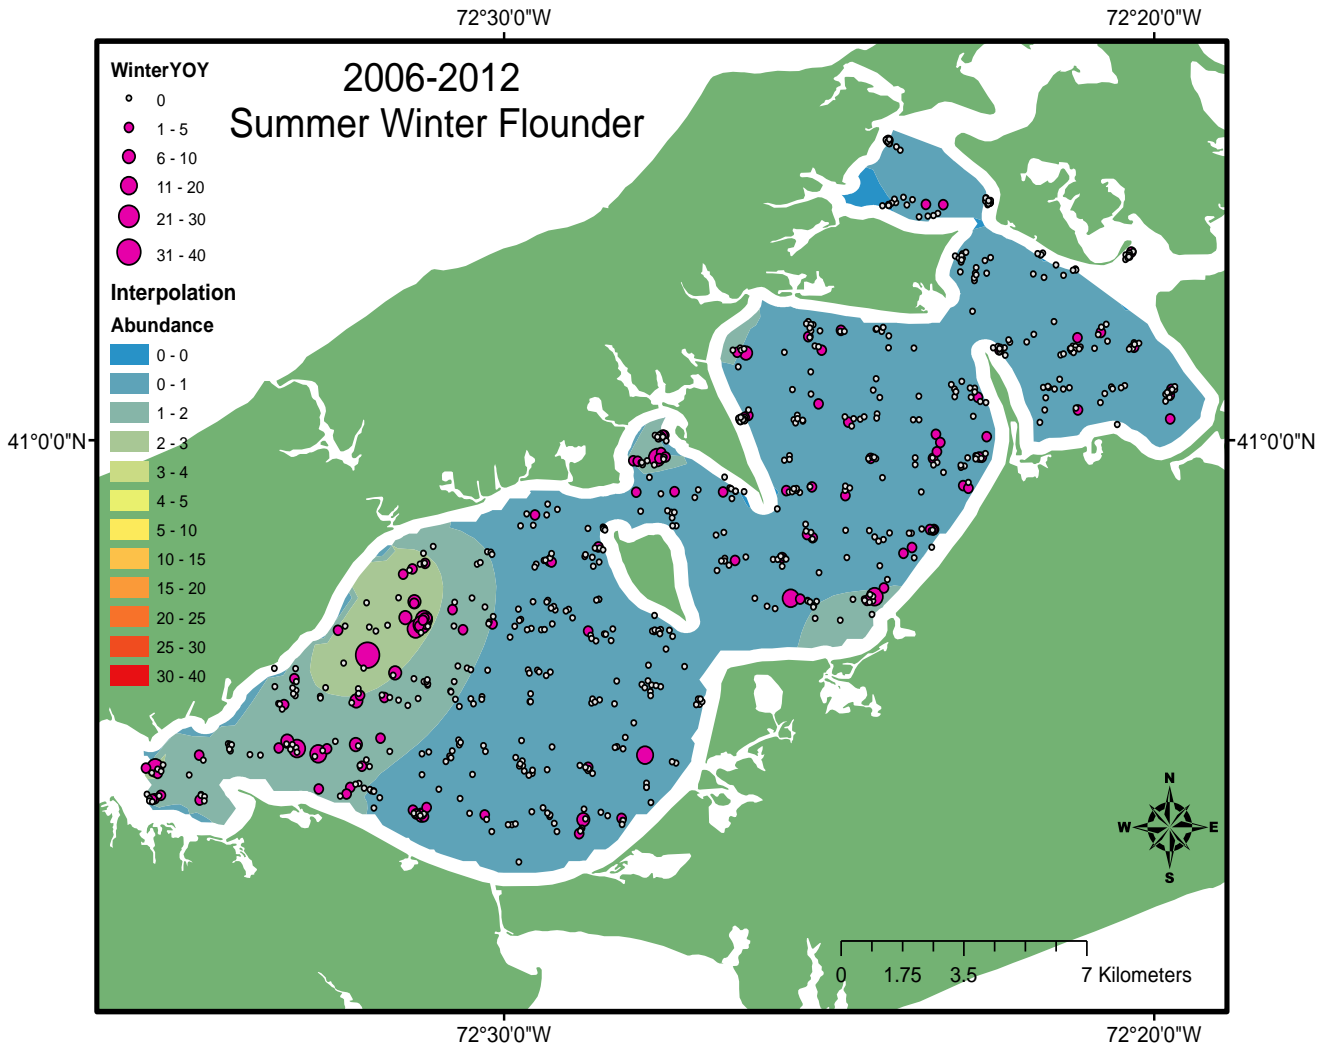 72°30'0"W 72°20'0"W
WinterYOY
0
1 - 5
6 - 10
11 - 20
21 - 30
31 - 40
2006-2012
Summer Winter Flounder
Interpolation
Abundance
0 - 0
0 - 1
1 - 2
2 - 3
3 - 4
4 - 5
5 - 10
10 - 15
15 - 20
20 - 25
25 - 30
30 - 40
41°0'0"N 41°0'0"N
N
W E
S
0 1.75 3.5 7 Kilometers
72°30'0"W 72°20'0"W